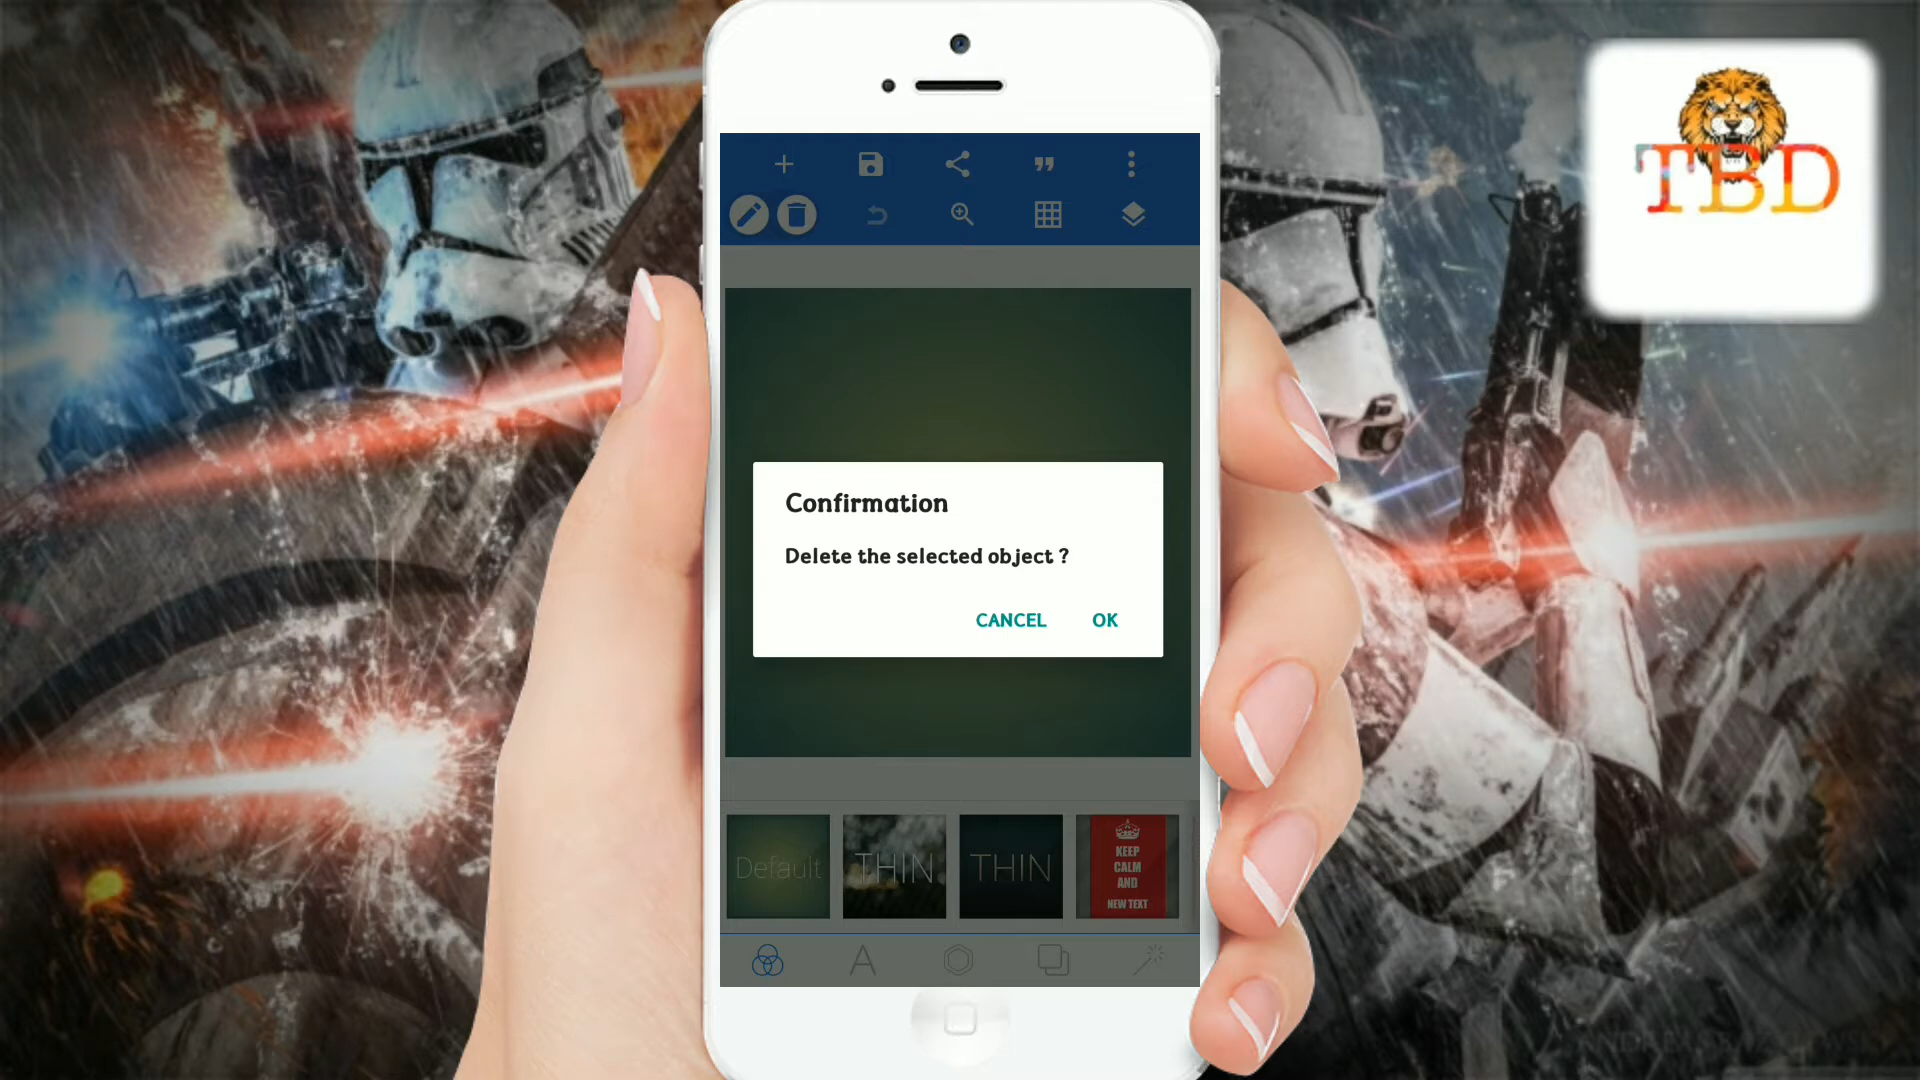 TBD
Confirmation
Delete the selected object ?
CANCEL OK
Default
THIN
THIN
KEEP
CALM
AND
NEW TEXT